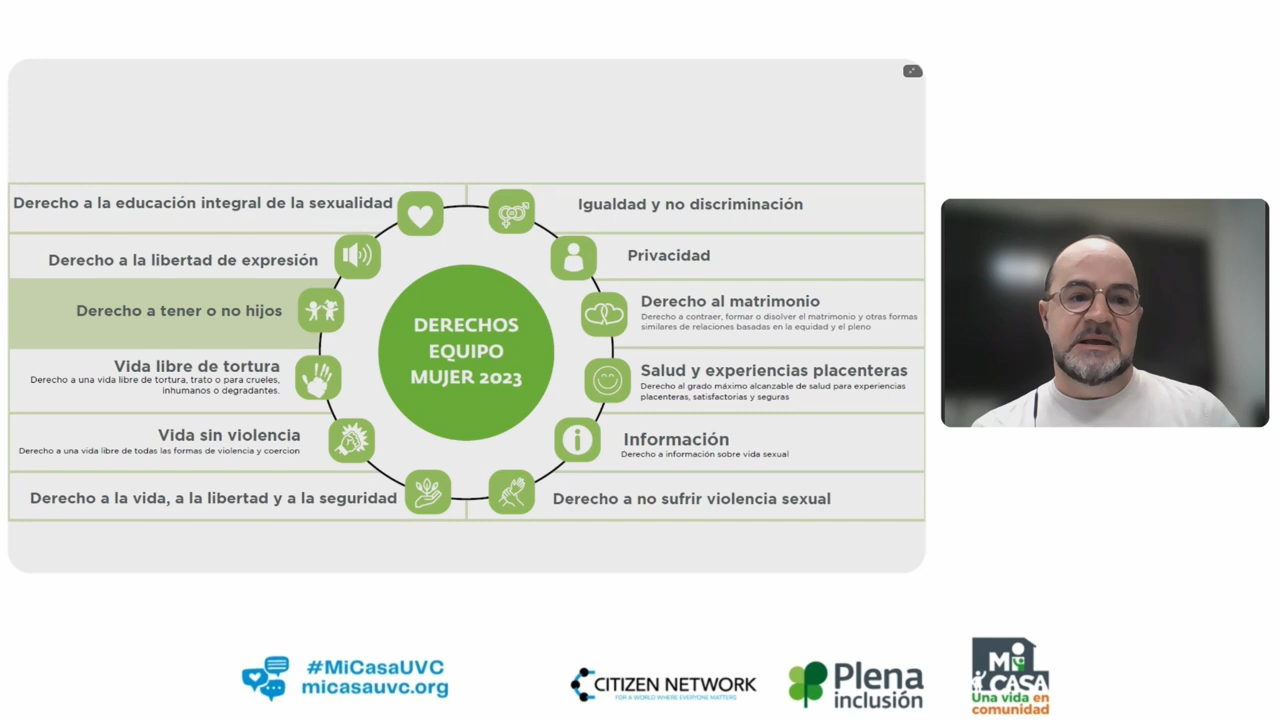 Derecho a la educación integral de la sexualidad
Derecho a la libertad de expresión
Derecho a tener o no hijos
Vida libre de tortura
Derecho a una vida libre de tortura, trato o para crueles,
inhumanos o degradantes.
Vida sin violencia
Derecho a una vida libre de todas las formas de violencia y coercion
Derecho a la vida, a la libertad y a la seguridad
DERECHOS
EQUIPO
MUJER 2023
Igualdad y no discriminación
Privacidad
Derecho al matrimonio
Derecho a contraer, formar o disolver el matrimonio y otras formas
similares de relaciones basadas en la equidad y el pleno
Salud y experiencias placenteras
Derecho al grado máximo alcanzable de salud para experiencias
placenteras, satisfactorias y seguras
Información
Derecho a información sobre vida sexual
Derecho a no sufrir violencia sexual
#MiCasaUVC
micasauvc.org
CITIZEN NETWORK
FOR A WORLD WHERE EVERYONE MATTERS
Plena
inclusión
Mi
CASA
Una vida en
comunidad